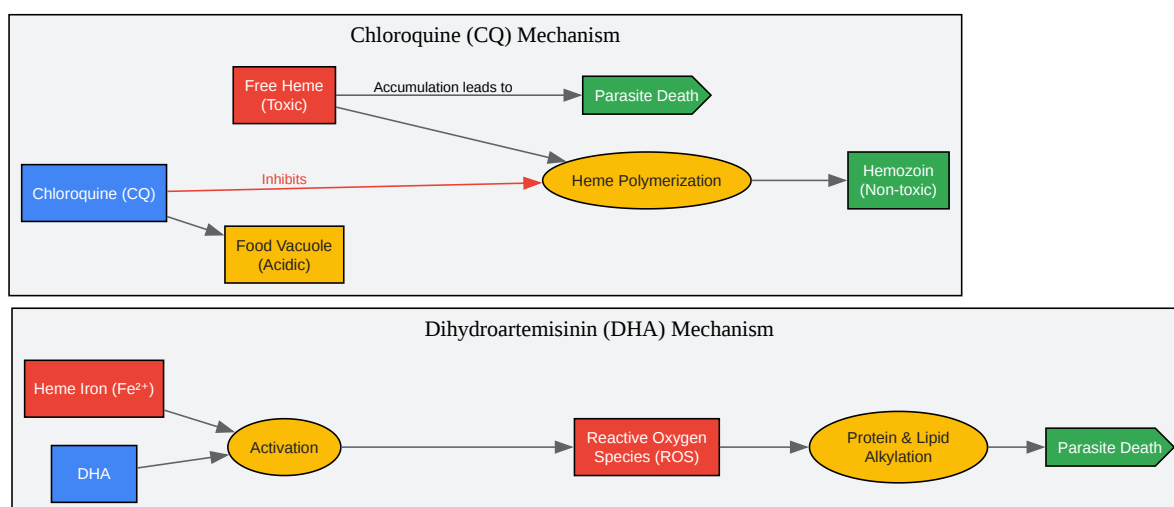 Chloroquine (CQ) Mechanism
Free Heme
(Toxic)
Accumulation leads to
Parasite Death
Chloroquine (CQ)
Inhibits
Heme Polymerization
Hemozoin
(Non-toxic)
Food Vacuole
(Acidic)
Dihydroartemisinin (DHA) Mechanism
Heme Iron (Fe²⁺)
DHA
Activation
Reactive Oxygen
Species (ROS)
Protein & Lipid
Alkylation
Parasite Death